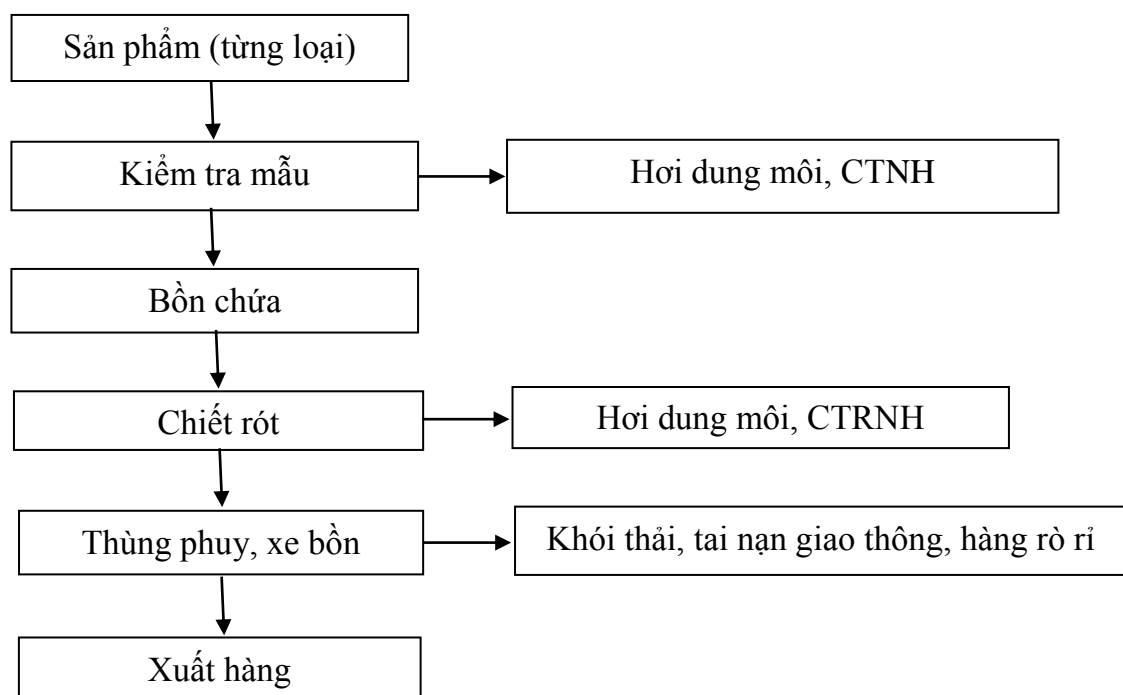 Sản phẩm (từng loại)
Kiểm tra mẫu
Hơi dung môi, CTNH
Bồn chứa
Chiết rót
Hơi dung môi, CTRNH
Thùng phuy, xe bồn
Khói thải, tai nạn giao thông, hàng rò rỉ
Xuất hàng